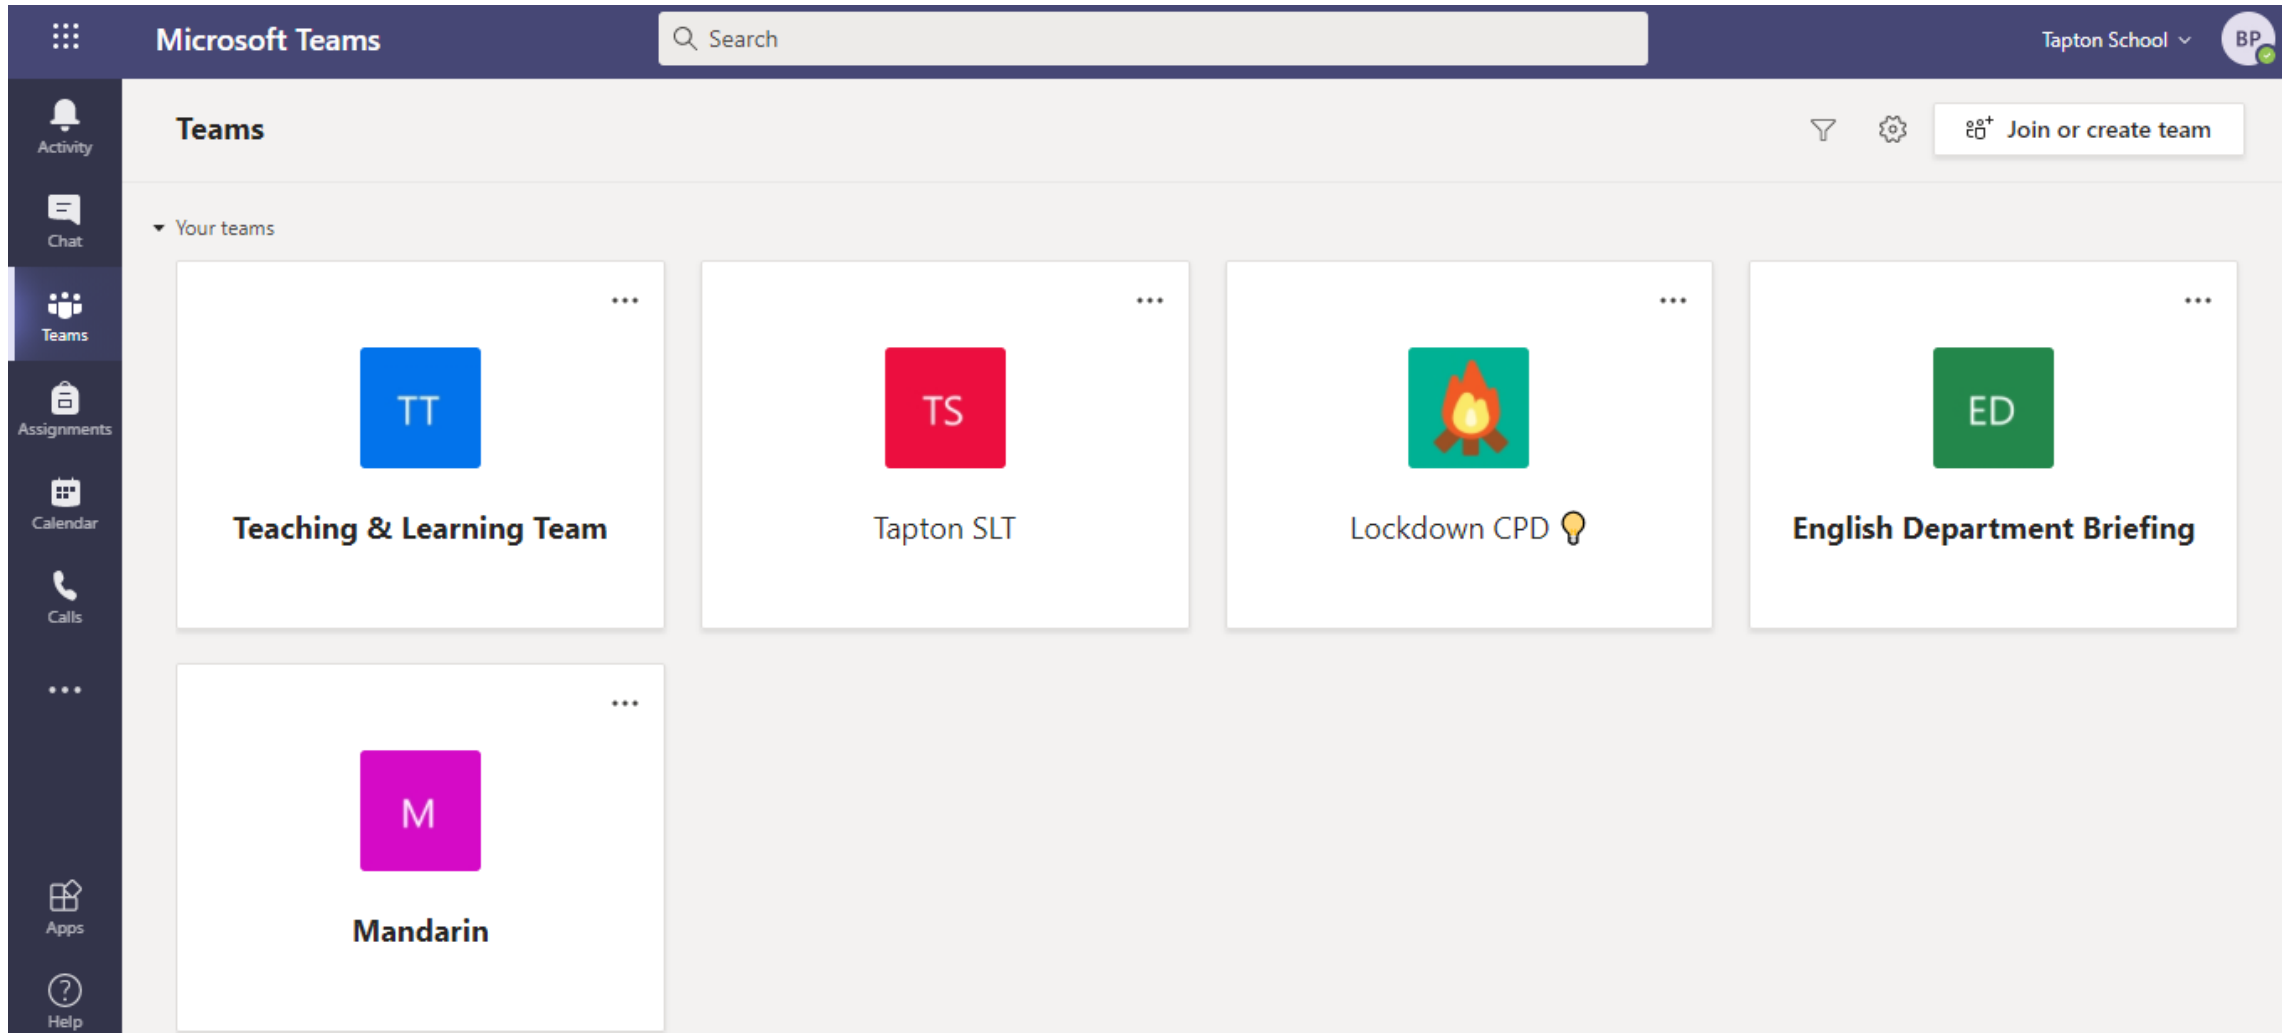 Microsoft Teams
Search
Tapton School
BP
Activity
Chat
Teams
Assignments
Calendar
Calls
Apps
Help
Teams
Join or create team
Your teams
TT
Teaching & Learning Team
TS
Tapton SLT
Lockdown CPD 💡
ED
English Department Briefing
M
Mandarin